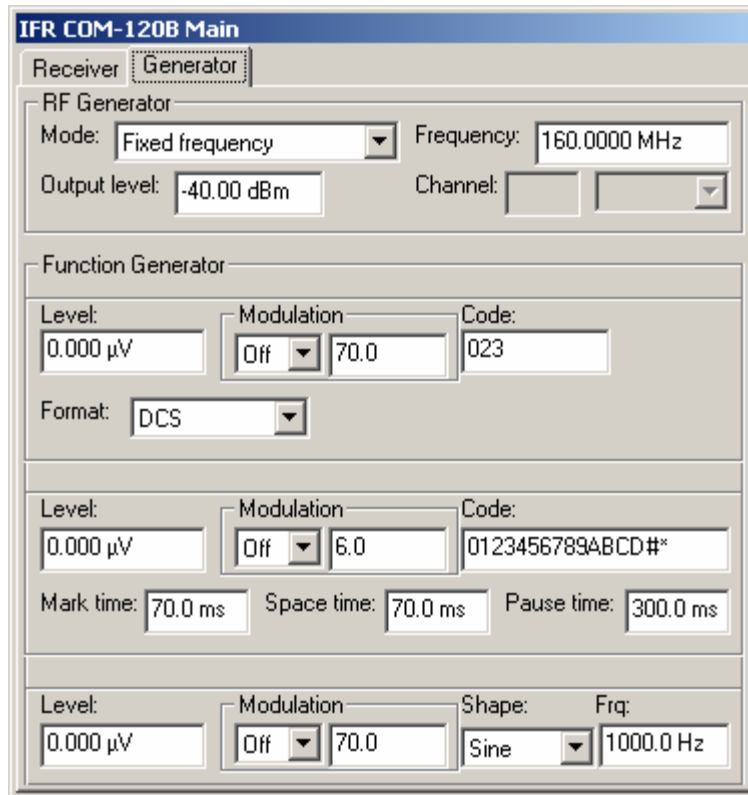 IFR COM-120B Main
Receiver Generator
RF Generator
Mode: Fixed frequency Frequency: 160.0000 MHz
Output level: -40.00 dBm Channel:
Function Generator
Level: Modulation Code:
0.000 µV Off 70.0 023
Format: DCS
Level: Modulation Code:
0.000 µV Off 6.0 0123456789ABCD#*
Mark time: 70.0 ms Space time: 70.0 ms Pause time: 300.0 ms
Level: Modulation Shape: Frq:
0.000 µV Off 70.0 Sine 1000.0 Hz